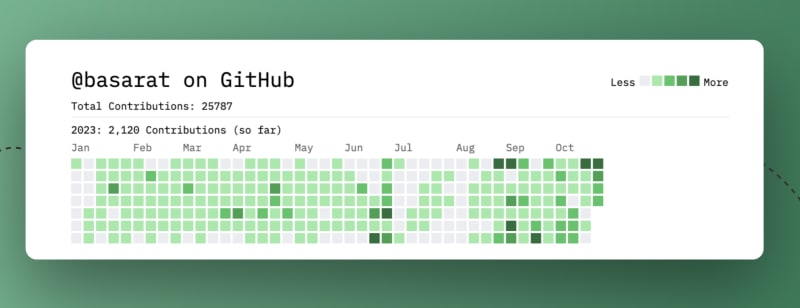 @basarat on GitHub
Less More
Total Contributions: 25787
2023: 2,120 Contributions (so far)
Jan Feb Mar Apr May Jun Jul Aug Sep Oct